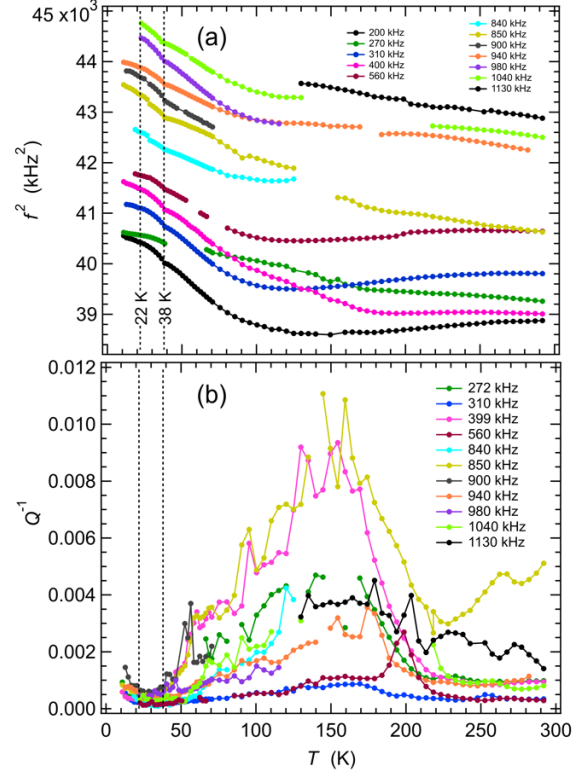 45 x10³
44
43
42
41
40
39
f² (kHz²)
(a)
200 kHz
270 kHz
310 kHz
400 kHz
560 kHz
840 kHz
850 kHz
900 kHz
940 kHz
980 kHz
1040 kHz
1130 kHz
22 K
38 K
0.012
0.010
0.008
0.006
0.004
0.002
0.000
Q⁻¹
(b)
272 kHz
310 kHz
399 kHz
560 kHz
840 kHz
850 kHz
900 kHz
940 kHz
980 kHz
1040 kHz
1130 kHz
0 50 100 150 200 250 300
T (K)